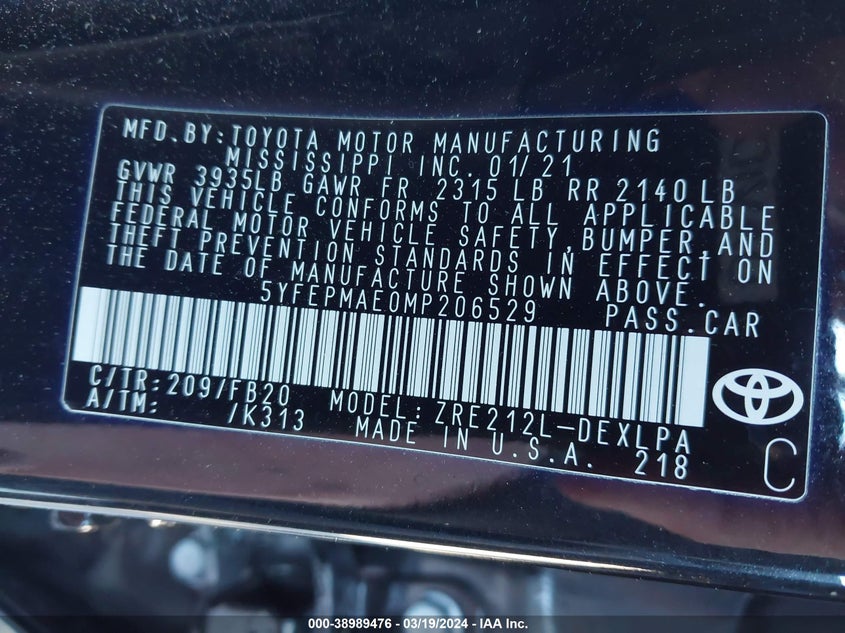 MFD.BY:TOYOTA MOTOR MANUFACTURING
MISSISSIPPI INC. 01/21
GVWR 3935LB GAWR FR 2315 LB RR 2140 LB
THIS VEHICLE CONFORMS TO ALL APPLICABLE
FEDERAL MOTOR VEHICLE SAFETY, BUMPER AND
THEFT PREVENTION STANDARDS IN EFFECT ON
THE DATE OF MANUFACTURE SHOWN ABOVE.
5YFEPMAE0MP206529 PASS.CAR
C/TR:209/FB20 MODEL:ZRE212L-DEXLPA
A/TM: /K313 MADE IN U.S.A. 218
C
000-38989476 - 03/19/2024 - IAA Inc.